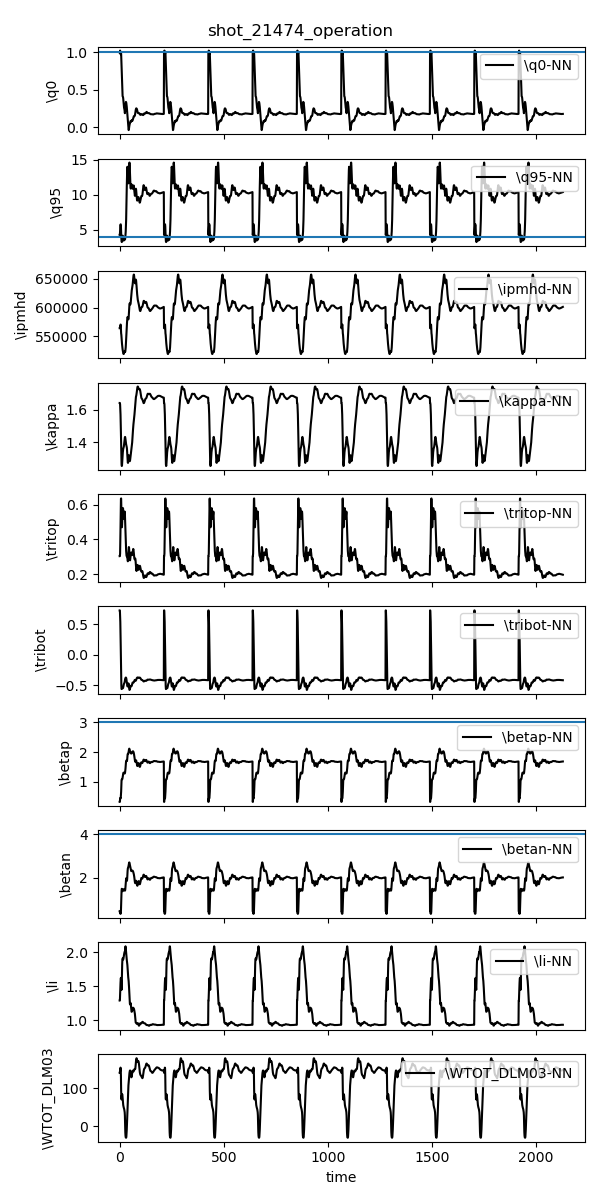 shot_21474_operation
1.0
0.5
0.0
\q0
\q0-NN
15
10
5
\q95
\q95-NN
650000
600000
550000
\ipmhd
\ipmhd-NN
1.6
1.4
\kappa
\kappa-NN
0.6
0.4
0.2
\tritop
\tritop-NN
0.5
0.0
−0.5
\tribot
\tribot-NN
3
2
1
\betap
\betap-NN
4
2
\betan
\betan-NN
2.0
1.5
1.0
\li
\li-NN
100
0
\WTOT_DLM03
\WTOT_DLM03-NN
0 500 1000 1500 2000
time